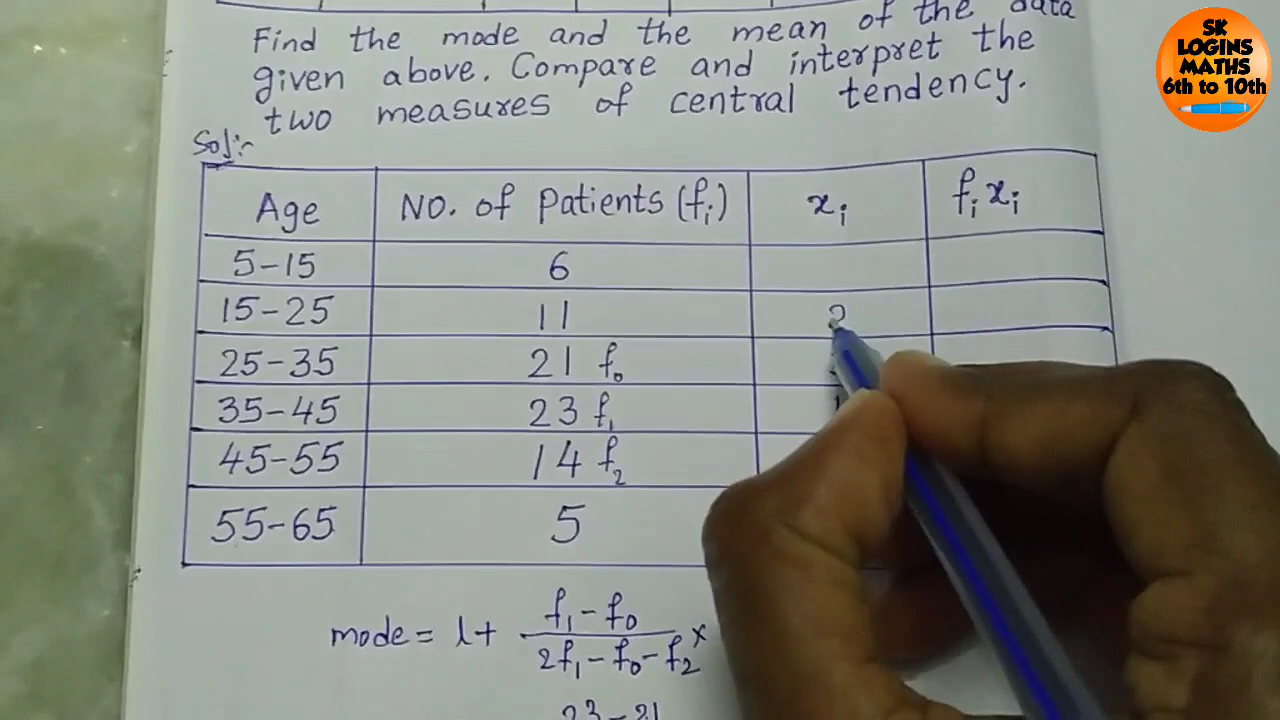 SK
LOGINS
MATHS
6th to 10th
Find the mode and the mean of the data
given above. Compare and interpret the
two measures of central tendency.
Sol:-
Age No. of Patients (fᵢ) xᵢ fᵢxᵢ
5-15 6
15-25 11 2
25-35 21 f₀
35-45 23 f₁
45-55 14 f₂
55-65 5
mode = l + f₁ - f₀ / 2f₁ - f₀ - f₂ ×
23 - 21